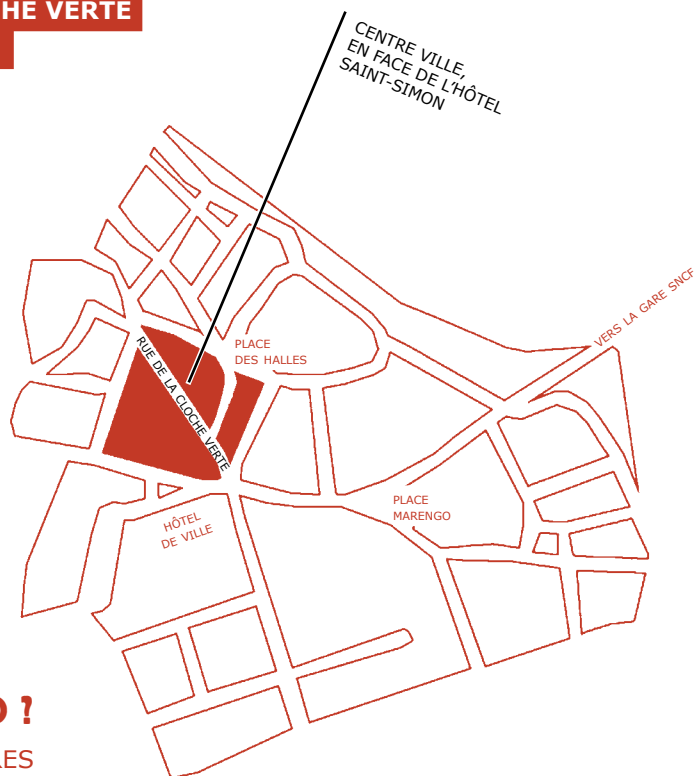 HE VERTE
CENTRE VILLE,
EN FACE DE L'HÔTEL
SAINT-SIMON
VERS LA GARE SNCF
PLACE
DES HALLES
RUE DE LA CLOCHE VERTE
PLACE
MARENGO
HÔTEL
DE VILLE
?
RES